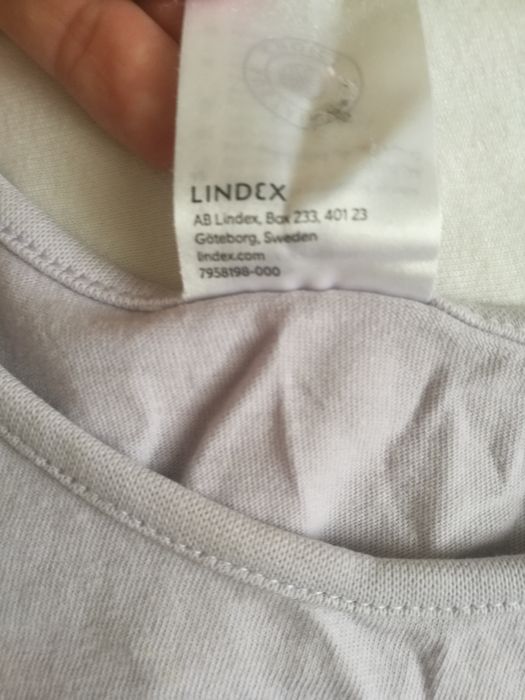 LINDEX
AB Lindex, Box 233, 401 23
Göteborg, Sweden
lindex.com
7958198-000